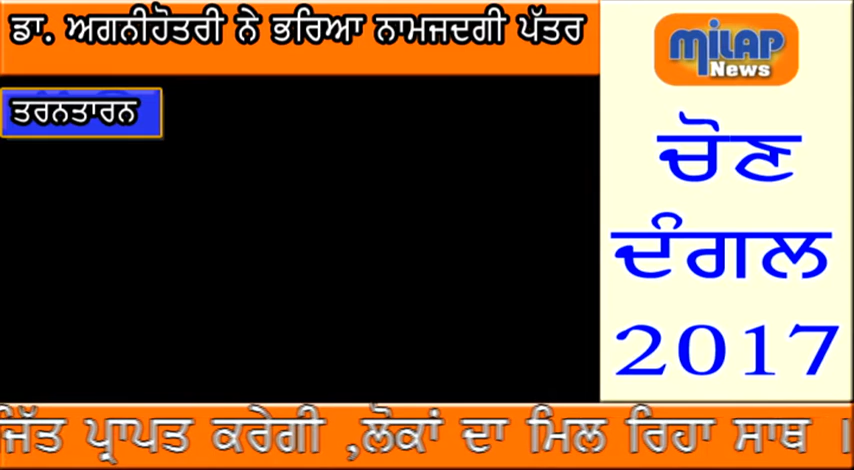 ਡਾ. ਅਗਨੀਹੋਤਰੀ ਨੇ ਭਰਿਆ ਨਾਮਜਦਗੀ ਪੱਤਰ
MiLAP
News
ਤਰਨਤਾਰਨ
ਚੋਣ
ਦੰਗਲ
2017
ਜਿੱਤ ਪ੍ਰਾਪਤ ਕਰੇਗੀ ,ਲੋਕਾਂ ਦਾ ਮਿਲ ਰਿਹਾ ਸਾਥ ।